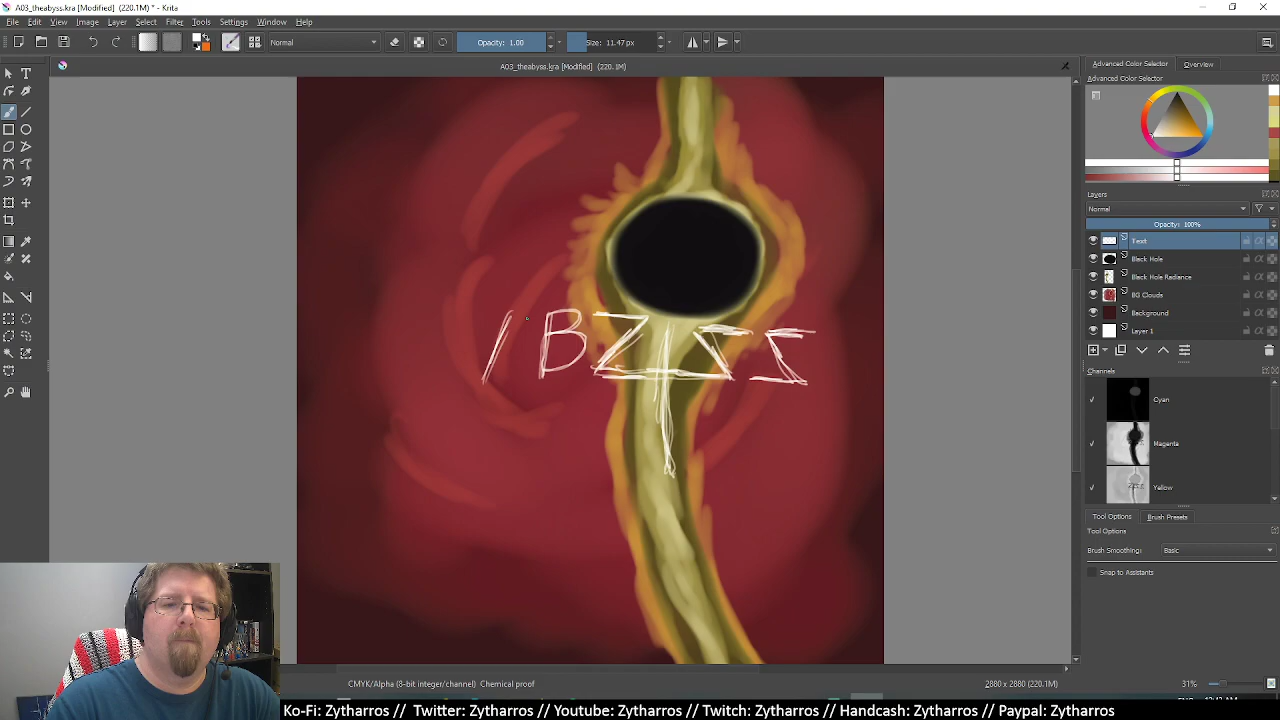 A03_theabyss.kra [Modified] (220.1M) * - Krita
File Edit View Image Layer Select Filter Tools Settings Window Help
Normal Opacity: 1.00 Size: 11.47 px
A03_theabyss.kra [Modified] (220.1M)
Advanced Color Selector Overview
Advanced Color Selector
Layers
Normal
Opacity: 100%
Text
Black Hole
Black Hole Radiance
BG Clouds
Background
Layer 1
Channels
Cyan
Magenta
Yellow
Tool Options Brush Presets
Tool Options
Brush Smoothing: Basic
Snap to Assistants
CMYK/Alpha (8-bit integer/channel) Chemical proof 2880 x 2880 (220.1M) 31%
Ko-Fi: Zytharros // Twitter: Zytharros // Youtube: Zytharros // Twitch: Zytharros // Handcash: Zytharros // Paypal: Zytharros